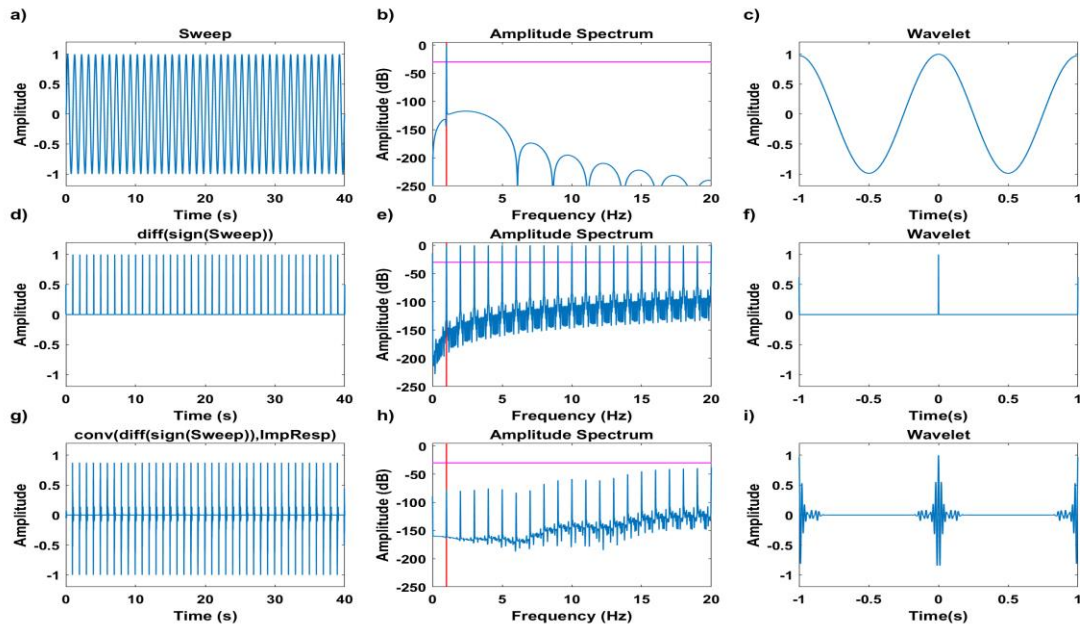 a)
Sweep
Amplitude
1
0.5
0
-0.5
-1
0 10 20 30 40
Time (s)
b)
Amplitude Spectrum
Amplitude (dB)
0
-50
-100
-150
-200
-250
0 5 10 15 20
Frequency (Hz)
c)
Wavelet
Amplitude
1
0.5
0
-0.5
-1
-1 -0.5 0 0.5 1
Time(s)
d)
diff(sign(Sweep))
Amplitude
1
0.5
0
-0.5
-1
0 10 20 30 40
Time (s)
e)
Amplitude Spectrum
Amplitude (dB)
0
-50
-100
-150
-200
-250
0 5 10 15 20
Frequency (Hz)
f)
Wavelet
Amplitude
1
0.5
0
-0.5
-1
-1 -0.5 0 0.5 1
Time(s)
g)
conv(diff(sign(Sweep)),ImpResp)
Amplitude
1
0.5
0
-0.5
-1
0 10 20 30 40
Time (s)
h)
Amplitude Spectrum
Amplitude (dB)
0
-50
-100
-150
-200
-250
0 5 10 15 20
Frequency (Hz)
i)
Wavelet
Amplitude
1
0.5
0
-0.5
-1
-1 -0.5 0 0.5 1
Time(s)